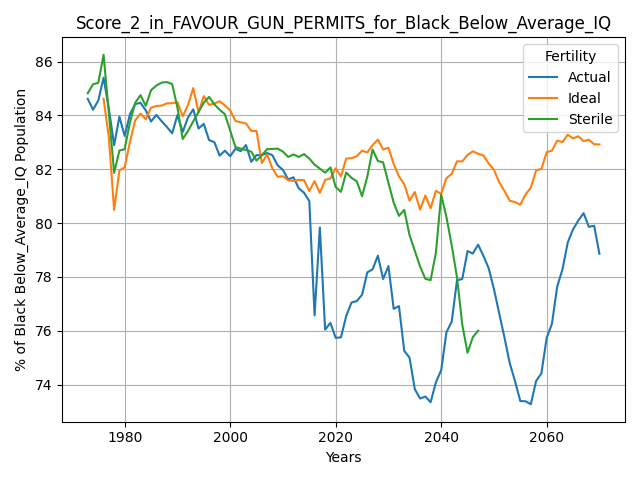 Score_2_in_FAVOUR_GUN_PERMITS_for_Black_Below_Average_IQ
% of Black Below_Average_IQ Population
86
84
82
80
78
76
74
Fertility
Actual
Ideal
Sterile
1980 2000 2020 2040 2060
Years